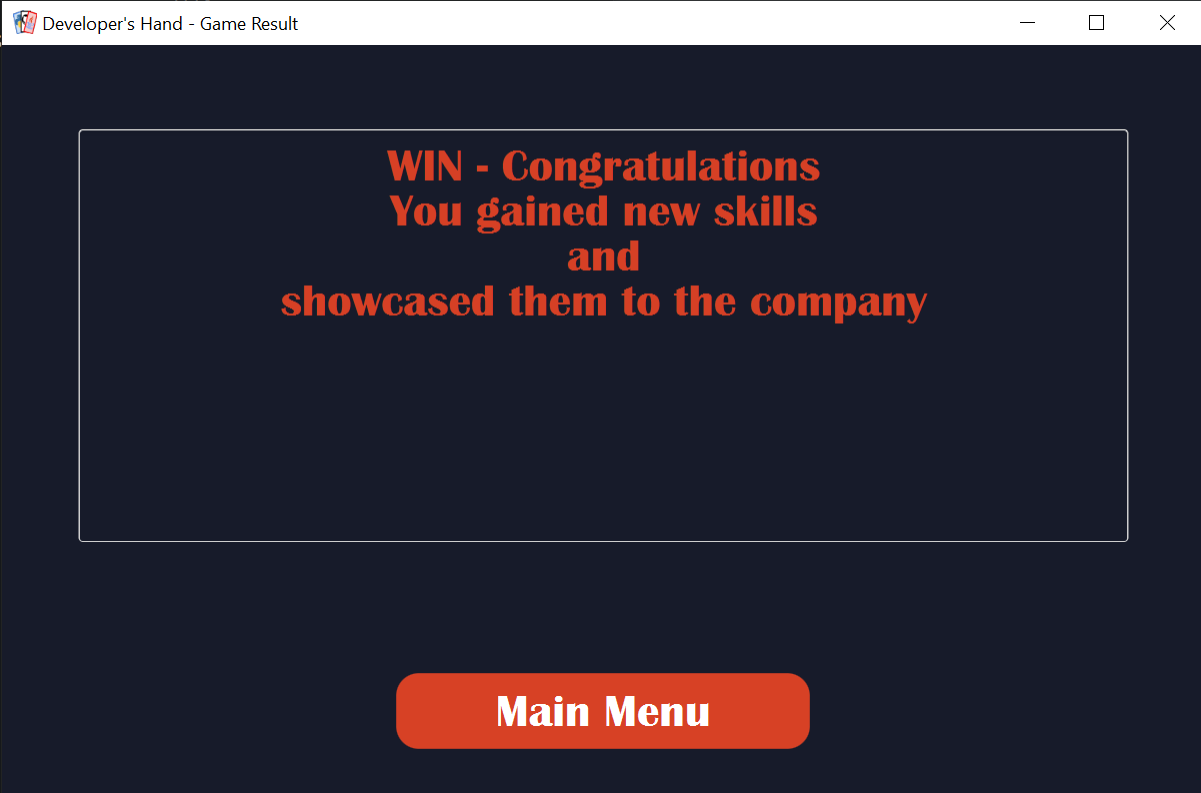 Developer's Hand - Game Result
WIN - Congratulations
You gained new skills
and
showcased them to the company
Main Menu